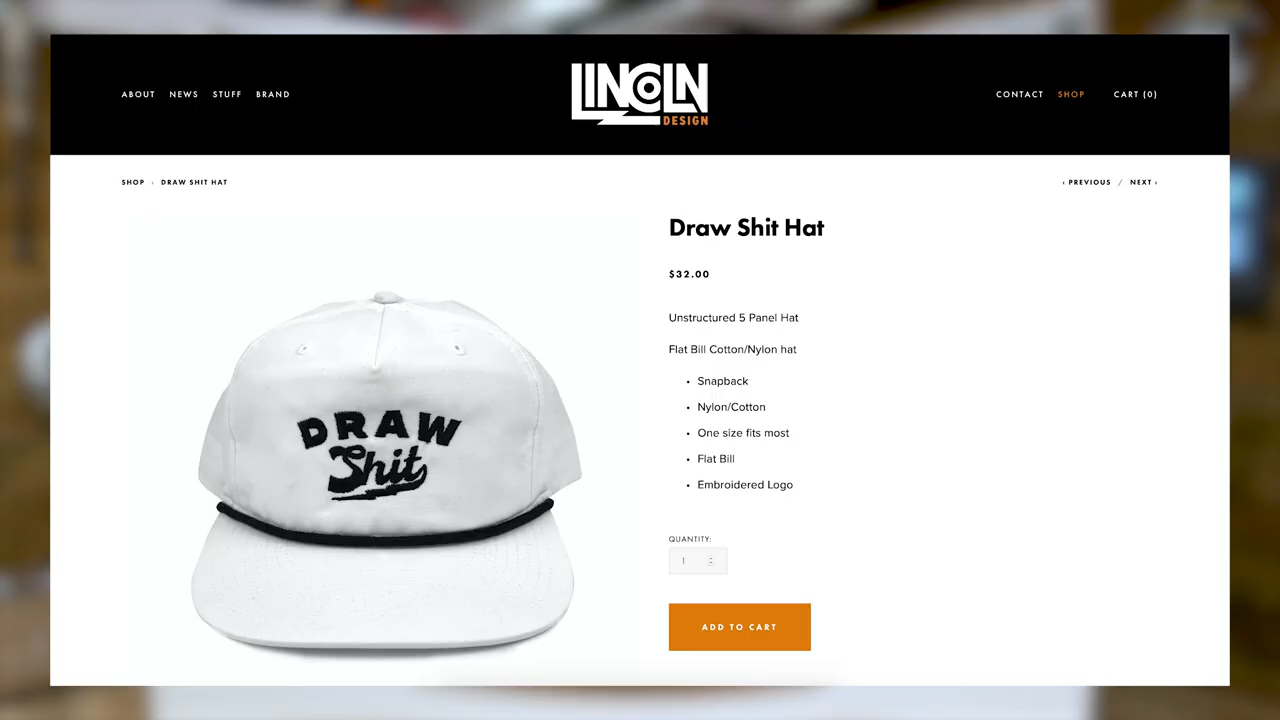 ABOUT NEWS STUFF BRAND
LINCOLN
DESIGN
CONTACT SHOP CART (0)
SHOP › DRAW SHIT HAT
‹ PREVIOUS / NEXT ›
Draw Shit Hat
$32.00
Unstructured 5 Panel Hat
Flat Bill Cotton/Nylon hat
• Snapback
• Nylon/Cotton
• One size fits most
• Flat Bill
• Embroidered Logo
QUANTITY:
1
ADD TO CART
DRAW
Shit